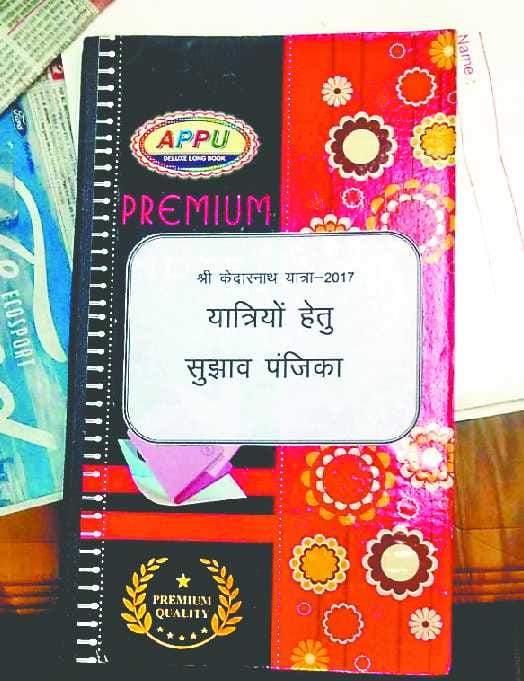 Name :
APPU
DELUXE LONG BOOK
PREMIUM
श्री केदारनाथ यात्रा–2017
यात्रियों हेतु
सुझाव पंजिका
ECOSPORT
PREMIUM
QUALITY